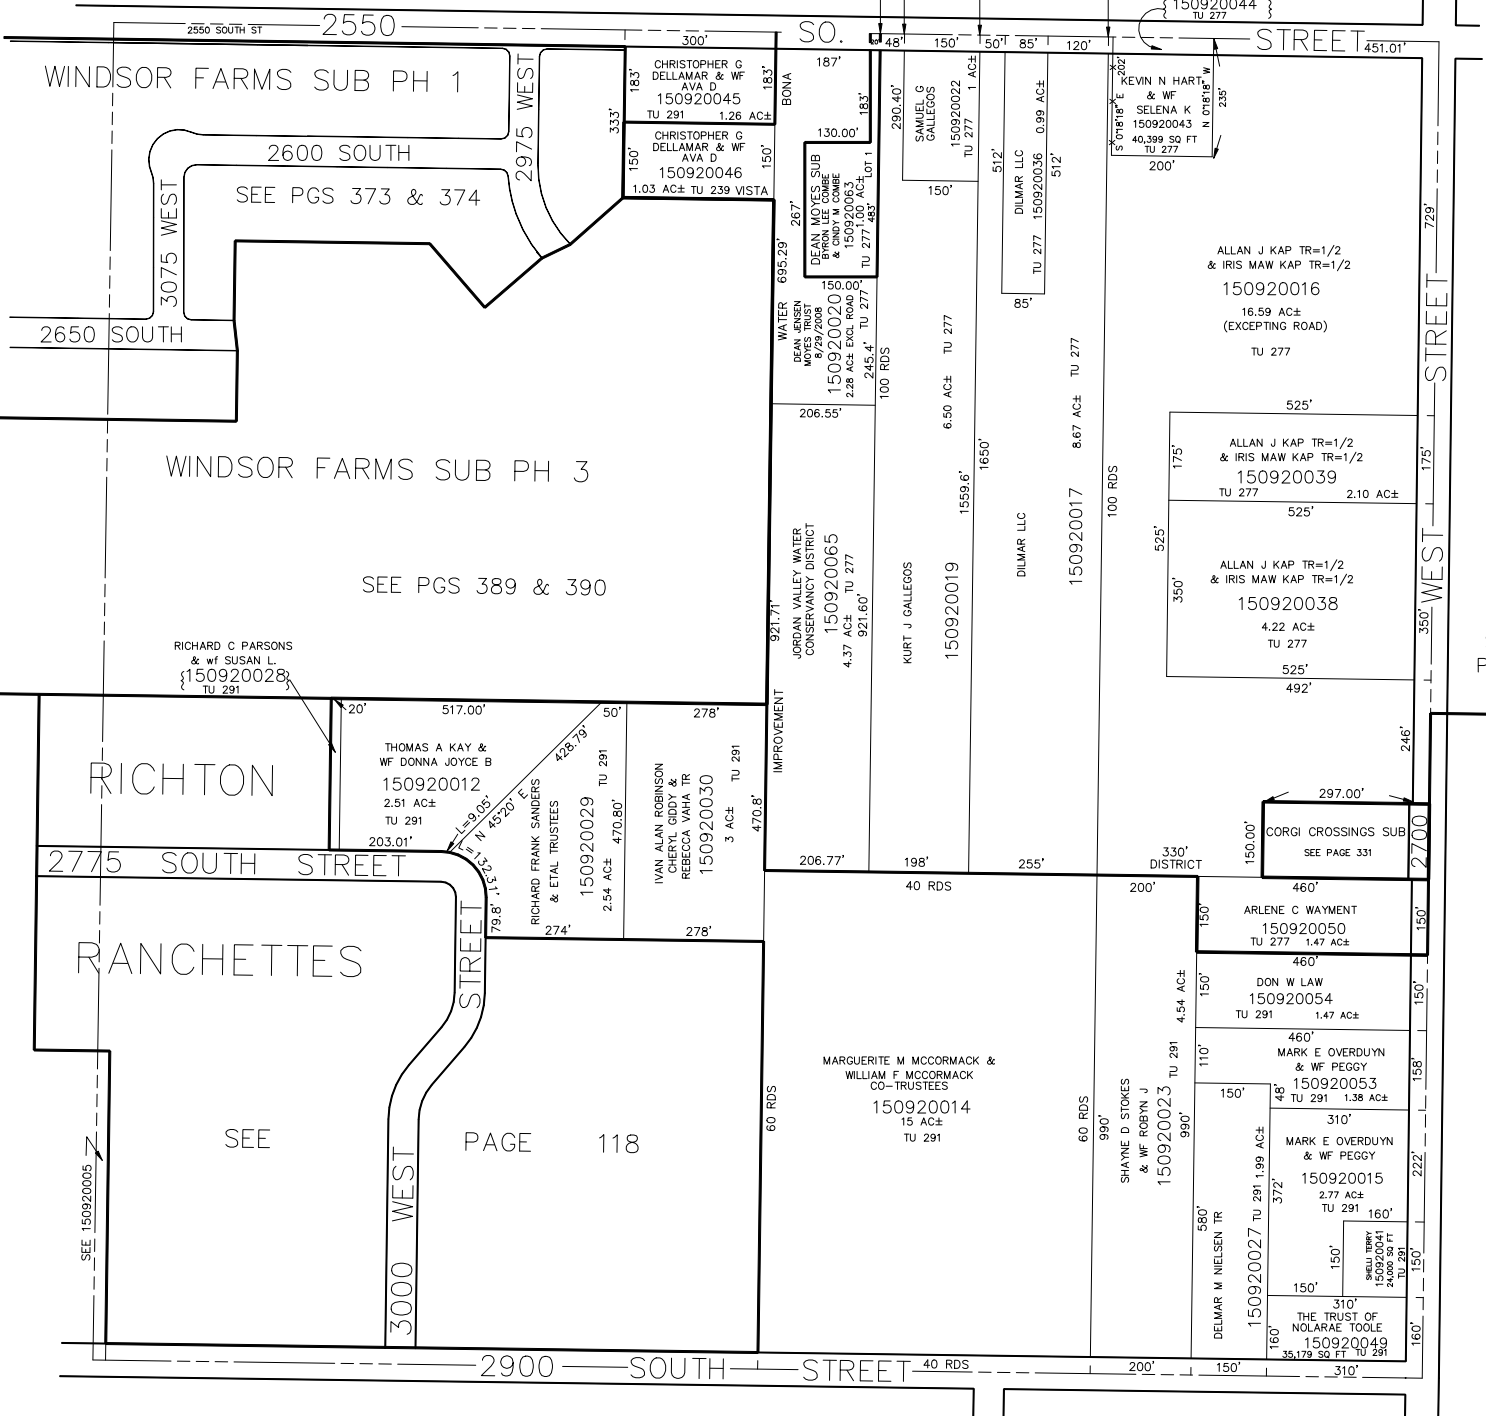 150920044
TU 277
2550 SOUTH ST
2550
SO.
STREET
451.01'
300'
48'
150'
50'
85'
120'
WINDSOR FARMS SUB PH 1
2975 WEST
2600 SOUTH
SEE PGS 373 & 374
3075 WEST
2650 SOUTH
183'
333'
CHRISTOPHER G
DELLAMAR & WF
AVA D
150920045
TU 291
1.26 AC±
183'
150'
CHRISTOPHER G
DELLAMAR & WF
AVA D
150920046
1.03 AC± TU 239
150'
VISTA
BONA
187'
183'
130.00'
DEAN MOYES SUB
BYRON LEE COMBE
& CINDY M COMBE
150920063
1.00 AC±
TU 277
LOT 1
483'
267'
695.29'
150.00'
WATER
DEAN JENSEN
MOYES TRUST
8/29/2008
150920020
2.28 AC± EXCL ROAD
TU 277
245.4'
206.55'
100 RDS
290.40'
SAMUEL G
GALLEGOS
150920022
TU 277
1 AC±
150'
512'
DILMAR LLC
150920036
TU 277
0.99 AC±
512'
85'
202'
S 0°18'18" E
KEVIN N HART
& WF
SELENA K
150920043
40,399 SQ FT
TU 277
N 0°18'18" W
235'
200'
729'
ALLAN J KAP TR=1/2
& IRIS MAW KAP TR=1/2
150920016
16.59 AC±
(EXCEPTING ROAD)
TU 277
STREET
525'
175'
ALLAN J KAP TR=1/2
& IRIS MAW KAP TR=1/2
150920039
TU 277
2.10 AC±
175'
525'
525'
350'
ALLAN J KAP TR=1/2
& IRIS MAW KAP TR=1/2
150920038
4.22 AC±
TU 277
350'
WEST
525'
492'
246'
WINDSOR FARMS SUB PH 3
SEE PGS 389 & 390
921.71'
JORDAN VALLEY WATER
CONSERVANCY DISTRICT
150920065
4.37 AC±
TU 277
921.60'
KURT J GALLEGOS
150920019
6.50 AC±
TU 277
1559.6'
1650'
DILMAR LLC
150920017
8.67 AC±
TU 277
100 RDS
P
RICHARD C PARSONS
& wf SUSAN L.
150920028
TU 291
20'
517.00'
50'
278'
RICHTON
THOMAS A KAY &
WF DONNA JOYCE B
150920012
2.51 AC±
TU 291
203.01'
428.79'
L=9.05'
N 45°20' E
L=132.31'
79.8'
RICHARD FRANK SANDERS
& ETAL TRUSTEES
150920029
2.54 AC±
TU 291
470.80'
274'
IVAN ALAN ROBINSON
CHERYL GIDDY &
REBECCA VAHA TR
150920030
3 AC±
TU 291
470.8'
278'
IMPROVEMENT
206.77'
198'
255'
330'
DISTRICT
40 RDS
200'
297.00'
150.00'
CORGI CROSSINGS SUB
SEE PAGE 331
2700
460'
150'
ARLENE C WAYMENT
150920050
TU 277
1.47 AC±
150'
460'
2775 SOUTH STREET
RANCHETTES
STREET
150'
DON W LAW
150920054
TU 291
1.47 AC±
150'
460'
110'
MARK E OVERDUYN
& WF PEGGY
150920053
TU 291
1.38 AC±
48'
158'
150'
310'
MARK E OVERDUYN
& WF PEGGY
150920015
2.77 AC±
TU 291
372'
222'
160'
150'
SHELLI TERRY
150920041
24,000 SQ FT
TU 291
150'
150'
310'
THE TRUST OF
NOLARAE TOOLE
150920049
35,179 SQ FT
TU 291
160'
160'
MARGUERITE M MCCORMACK &
WILLIAM F MCCORMACK
CO-TRUSTEES
150920014
15 AC±
TU 291
60 RDS
60 RDS
990'
SHAYNE D STOKES
& WF ROBYN J
150920023
TU 291
4.54 AC±
990'
580'
DELMAR M NIELSEN TR
150920027
TU 291
1.99 AC±
SEE
PAGE
118
SEE 150920005
3000 WEST
2900
SOUTH
STREET
40 RDS
200'
150'
310'